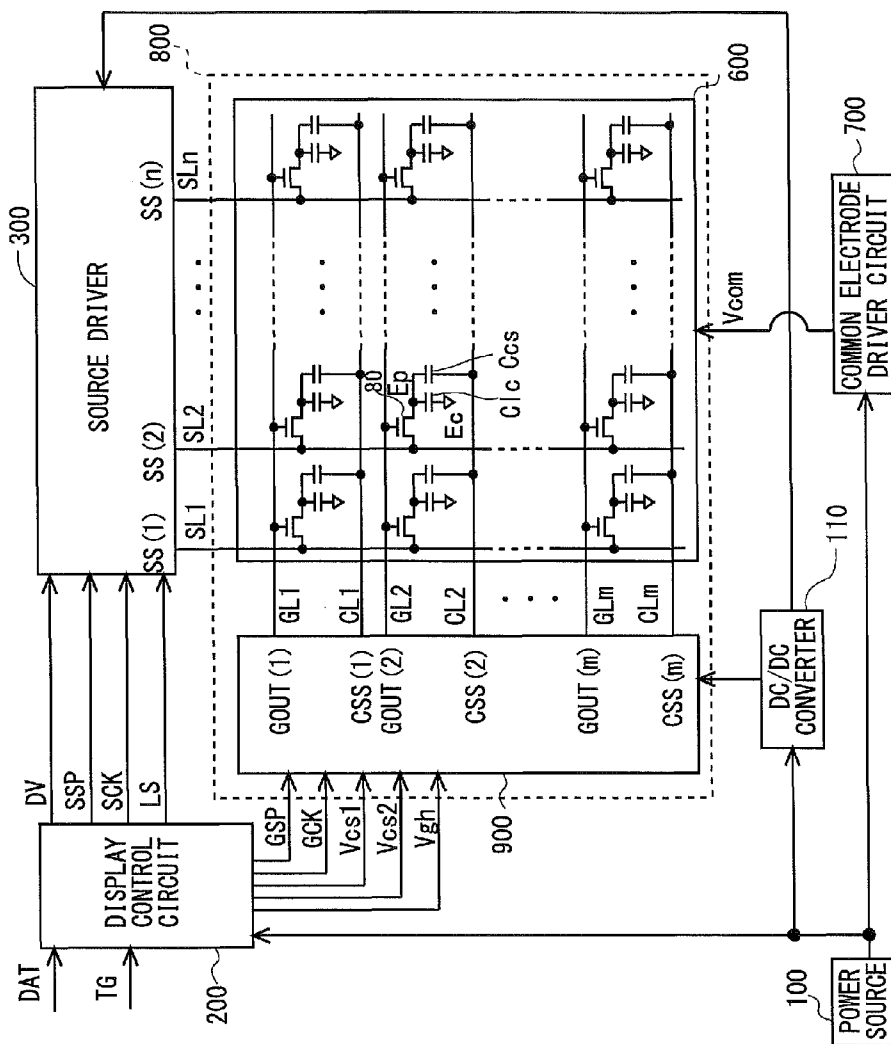 300
SOURCE DRIVER
SS(1)
SS(2)
SS(n)
SL1
SL2
SLn
• • •
800
DV
SSP
SCK
LS
DISPLAY
CONTROL
CIRCUIT
DAT
TG
200
GSP
GCK
Vcs1
Vcs2
Vgh
900
GOUT(1)
CSS(1)
GOUT(2)
CSS(2)
GOUT(m)
CSS(m)
GL1
CL1
GL2
CL2
• • •
GLm
CLm
80
Ep
Ec
Clc
Ccs
• • •
• • •
• • •
600
Vcom
700
COMMON ELECTRODE
DRIVER CIRCUIT
110
DC/DC
CONVERTER
100
POWER
SOURCE